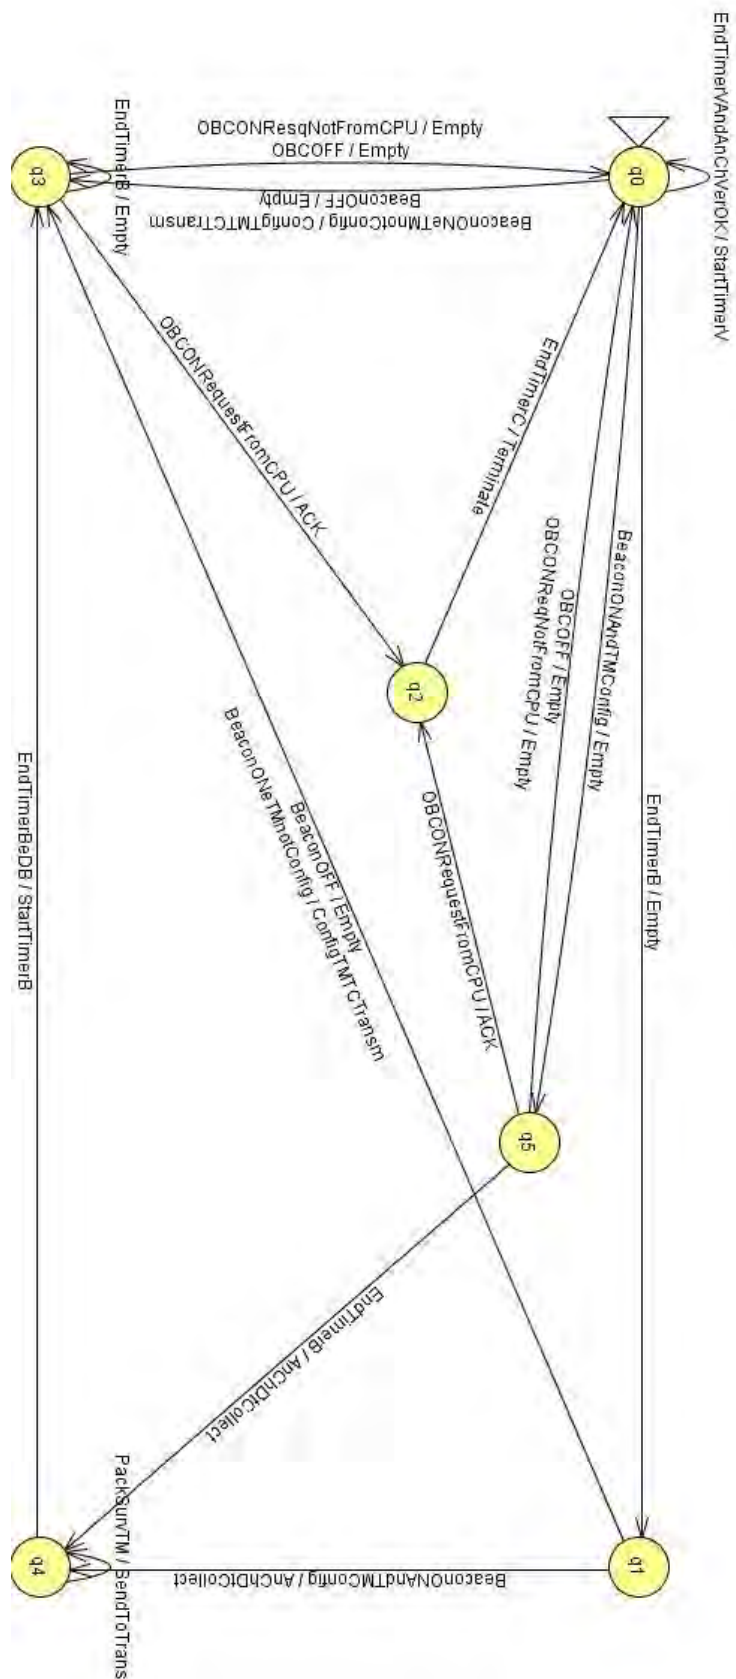 EndTimerVAndAnChVerOK / StartTimerV
q0
OBCONResqNotFromCPU / Empty
OBCOFF / Empty
BeaconOFF / Empty
BeaconONeTMnotConfig / ConfigTMTCTransm
EndTimerB / Empty
q3
OBCONRequestFromCPU / ACK
EndTimerC / Terminate
q2
OBCOFF / Empty
OBCONReqNotFromCPU / Empty
BeaconONAndTMConfig / Empty
EndTimerB / Empty
BeaconOFF / Empty
BeaconONeTMnotConfig / ConfigTMTCTransm
OBCONRequestFromCPU / ACK
EndTimerBeDB / StartTimerB
q5
EndTimerB / AnChDtCollect
PackSurvTM / SendToTrans
q4
BeaconONAndTMConfig / AnChDtCollect
q1